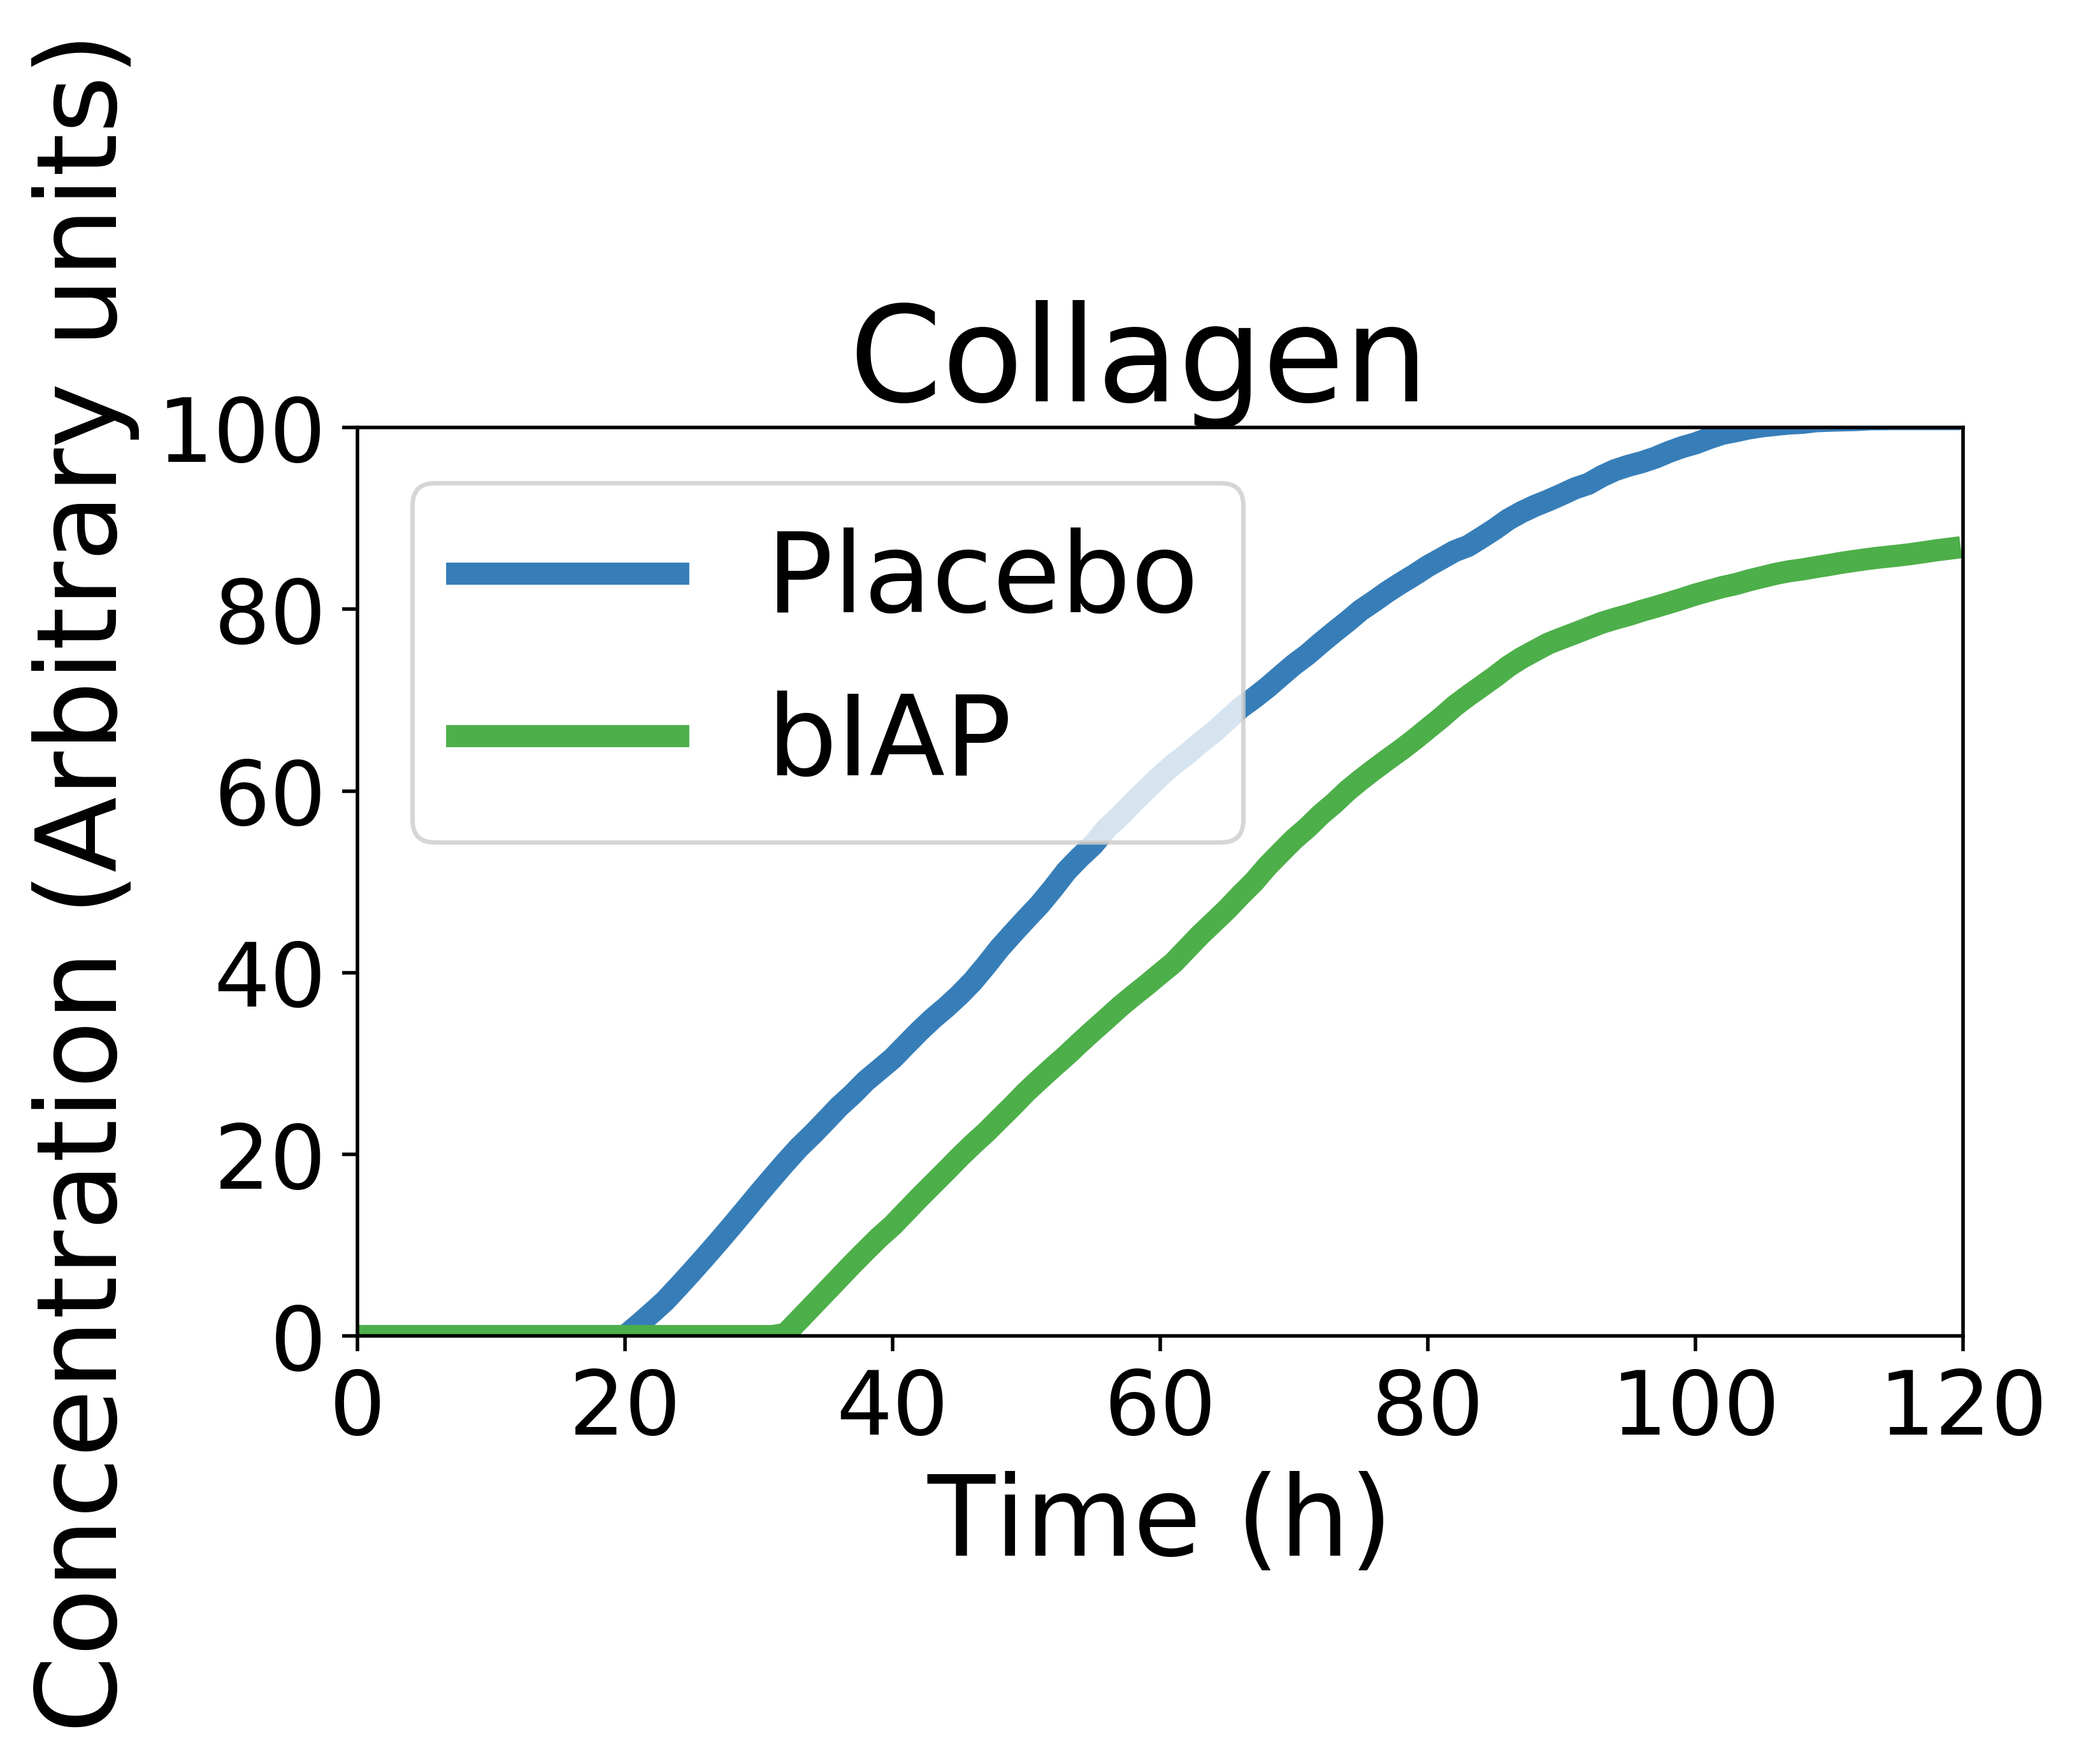 Collagen
Concentration (Arbitrary units)
100
80
60
40
20
0
Placebo
bIAP
0 20 40 60 80 100 120
Time (h)